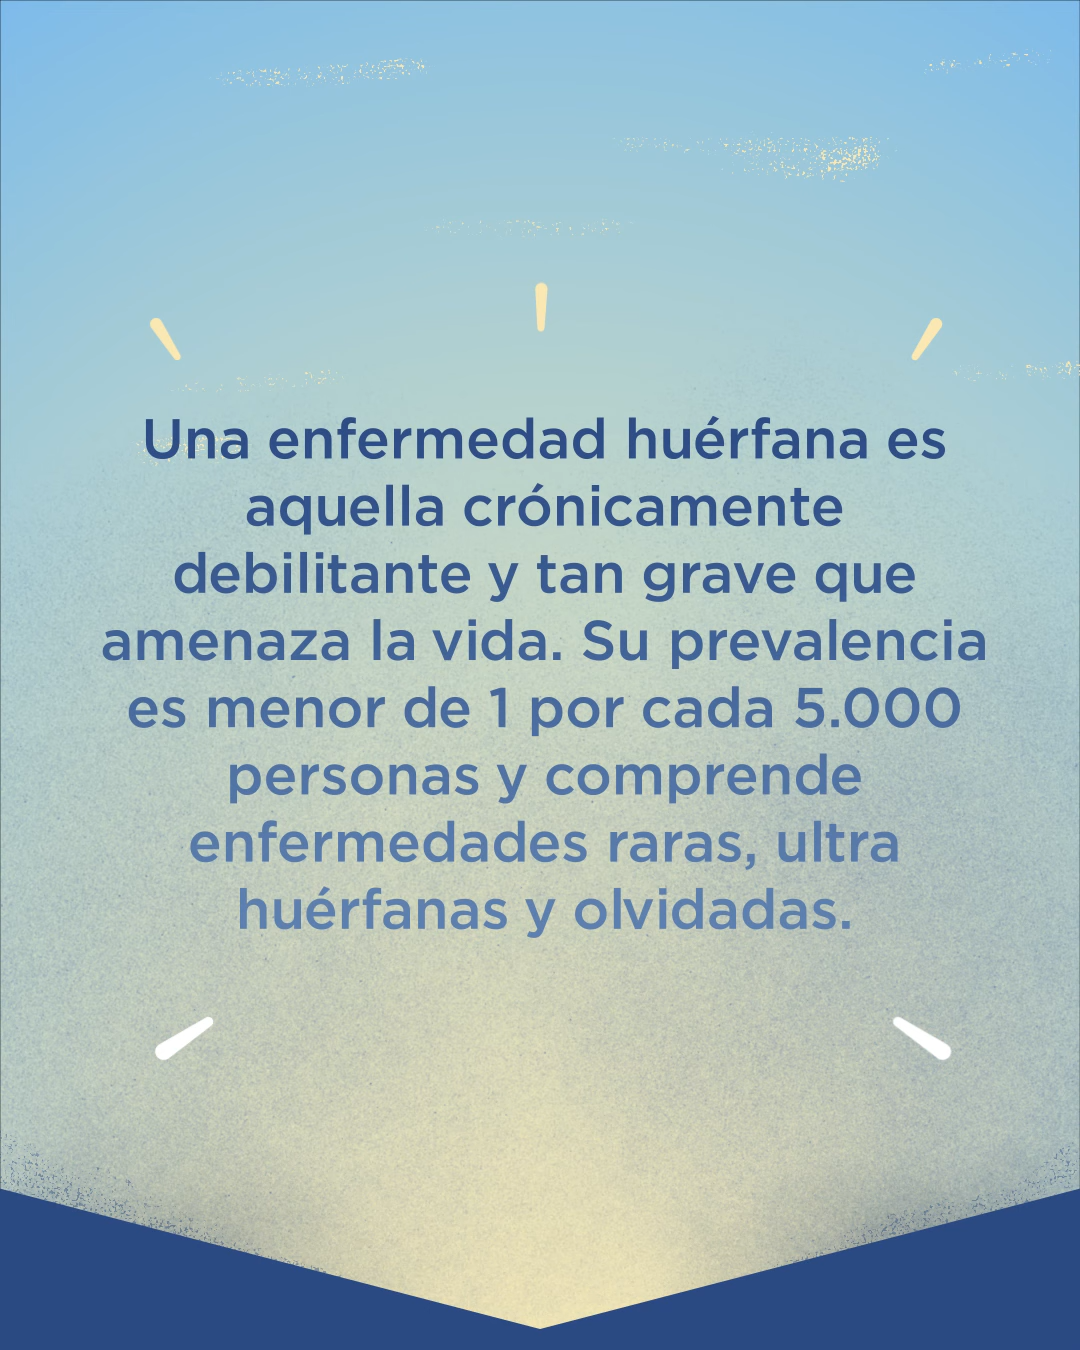 Una enfermedad huérfana es
aquella crónicamente
debilitante y tan grave que
amenaza la vida. Su prevalencia
es menor de 1 por cada 5.000
personas y comprende
enfermedades raras, ultra
huérfanas y olvidadas.